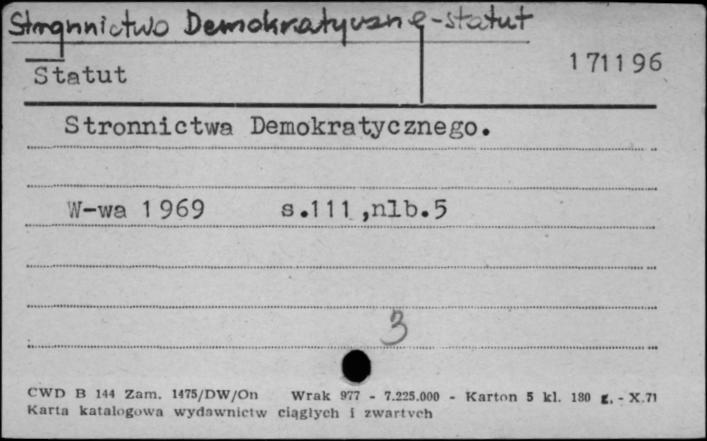 Stronnictwo Demokratyczne-statut
Statut
171196
Stronnictwa Demokratycznego.
W-wa 1969 s.111,nlb.5
3
CWD B 144 Zam. 1475/DW/On Wrak 977 - 7.225.000 - Karton 5 kl. 180 g. - X.71
Karta katalogowa wydawnictw ciągłych i zwartych